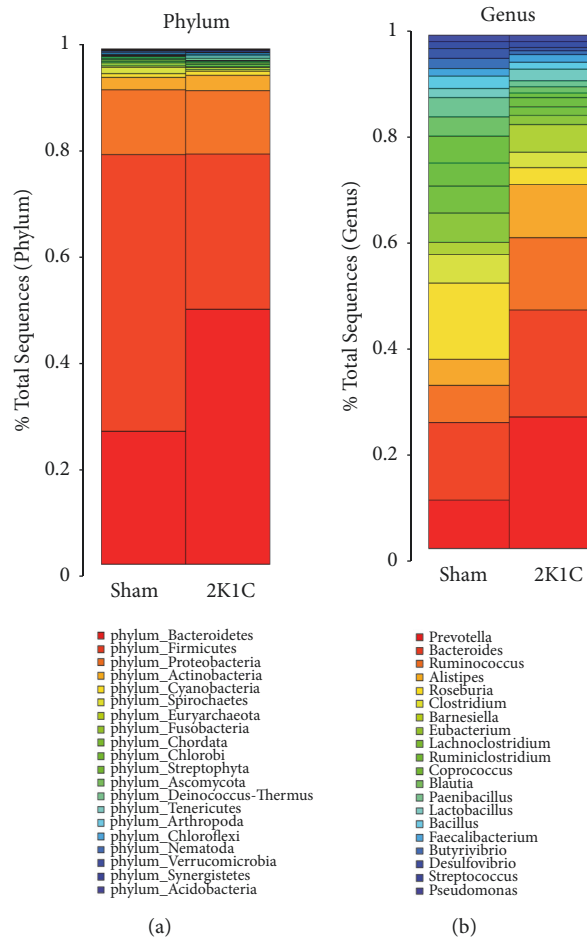 Phylum
% Total Sequences (Phylum)
1
0.8
0.6
0.4
0.2
0
Sham
2K1C
phylum_Bacteroidetes
phylum_Firmicutes
phylum_Proteobacteria
phylum_Actinobacteria
phylum_Cyanobacteria
phylum_Spirochaetes
phylum_Euryarchaeota
phylum_Fusobacteria
phylum_Chordata
phylum_Chlorobi
phylum_Streptophyta
phylum_Ascomycota
phylum_Deinococcus-Thermus
phylum_Tenericutes
phylum_Arthropoda
phylum_Chloroflexi
phylum_Nematoda
phylum_Verrucomicrobia
phylum_Synergistetes
phylum_Acidobacteria
(a)
Genus
% Total Sequences (Genus)
1
0.8
0.6
0.4
0.2
0
Sham
2K1C
Prevotella
Bacteroides
Ruminococcus
Alistipes
Roseburia
Clostridium
Barnesiella
Eubacterium
Lachnoclostridium
Ruminiclostridium
Coprococcus
Blautia
Paenibacillus
Lactobacillus
Bacillus
Faecalibacterium
Butyrivibrio
Desulfovibrio
Streptococcus
Pseudomonas
(b)